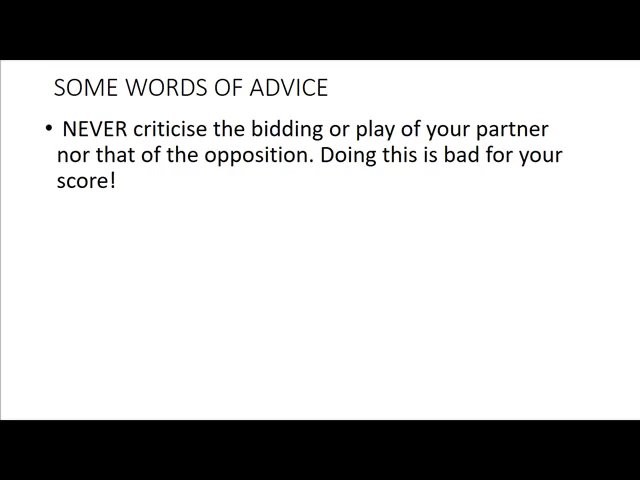 SOME WORDS OF ADVICE
• NEVER criticise the bidding or play of your partner
nor that of the opposition. Doing this is bad for your
score!